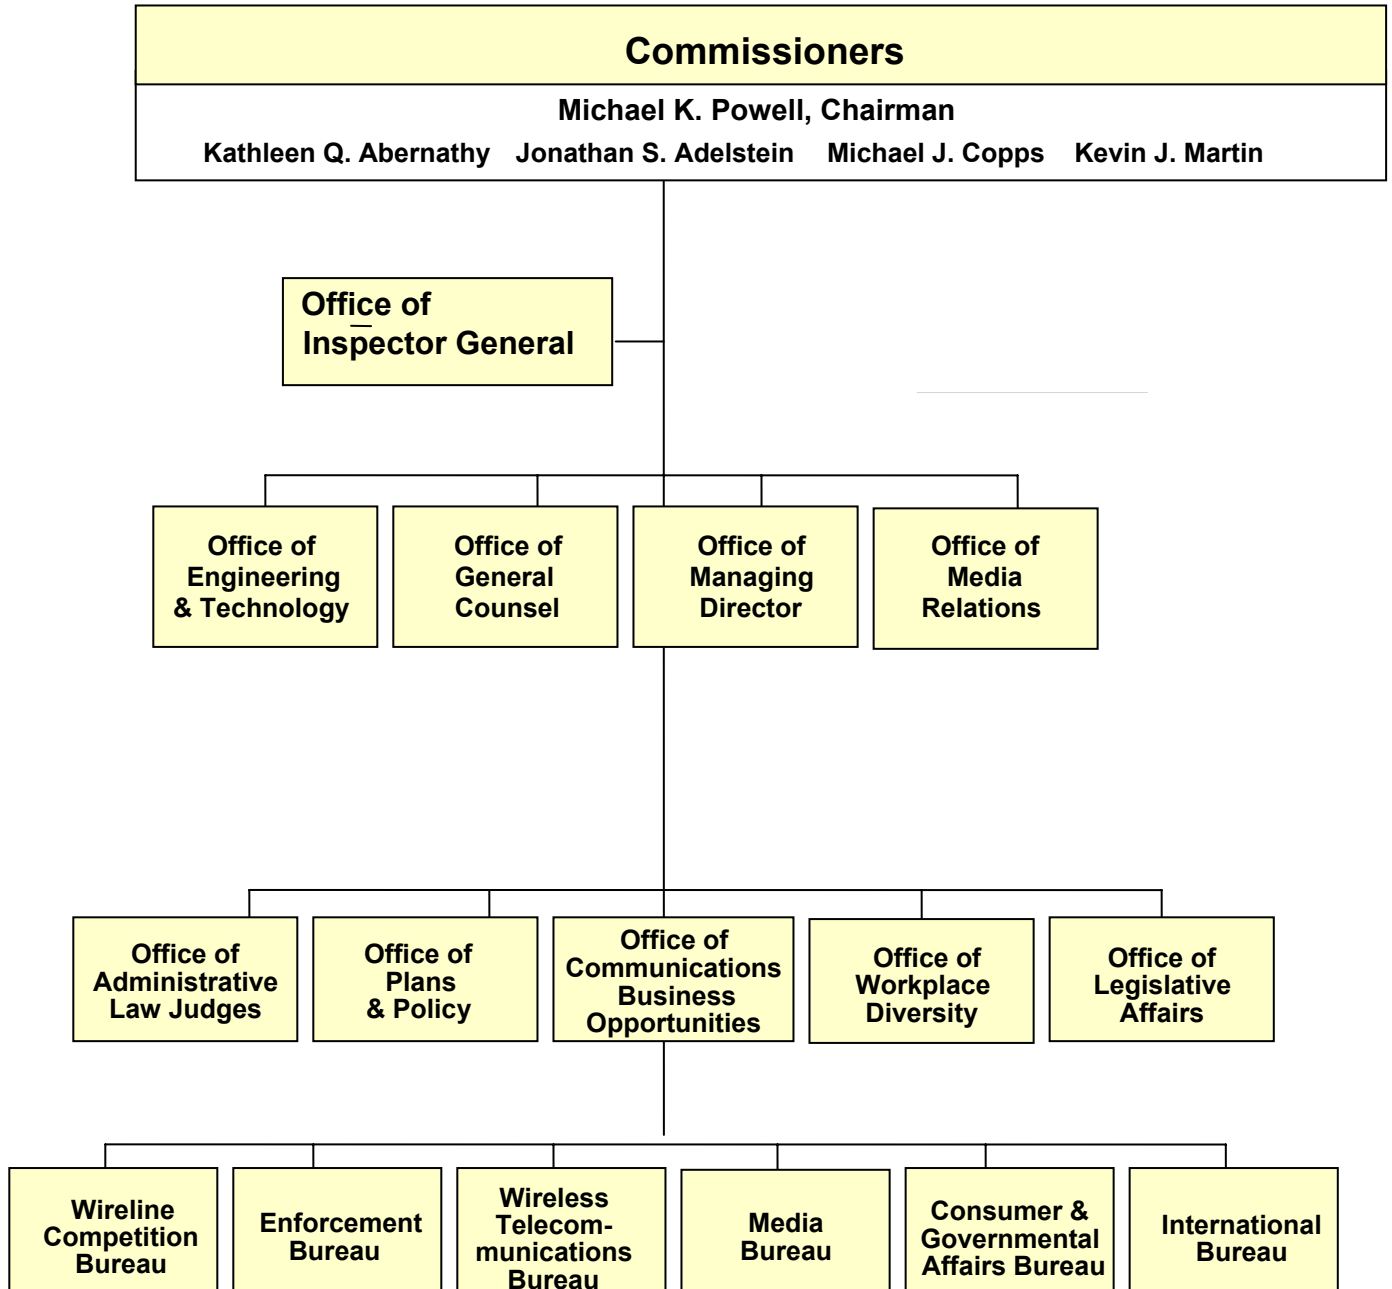 Commissioners
Michael K. Powell, Chairman
Kathleen Q. Abernathy Jonathan S. Adelstein Michael J. Copps Kevin J. Martin
Office of
Inspector General
Office of
Engineering
& Technology
Office of
General
Counsel
Office of
Managing
Director
Office of
Media
Relations
Office of
Administrative
Law Judges
Office of
Plans
& Policy
Office of
Communications
Business
Opportunities
Office of
Workplace
Diversity
Office of
Legislative
Affairs
Wireline
Competition
Bureau
Enforcement
Bureau
Wireless
Telecom-
munications
Bureau
Media
Bureau
Consumer &
Governmental
Affairs Bureau
International
Bureau